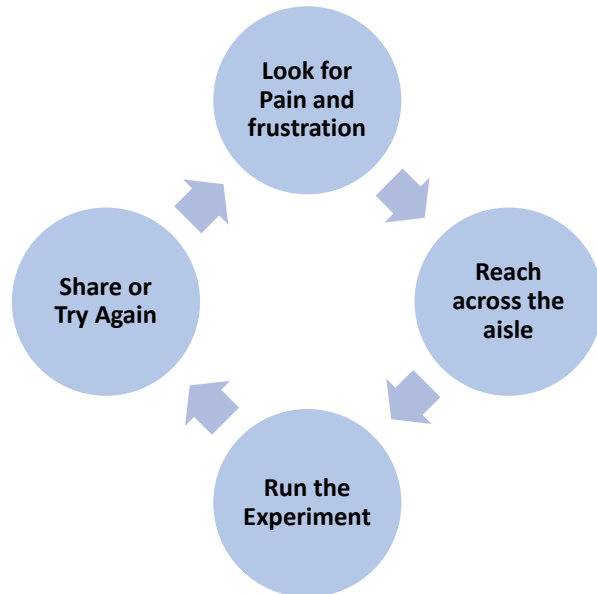 Look for
Pain and
frustration
Reach
across the
aisle
Run the
Experiment
Share or
Try Again